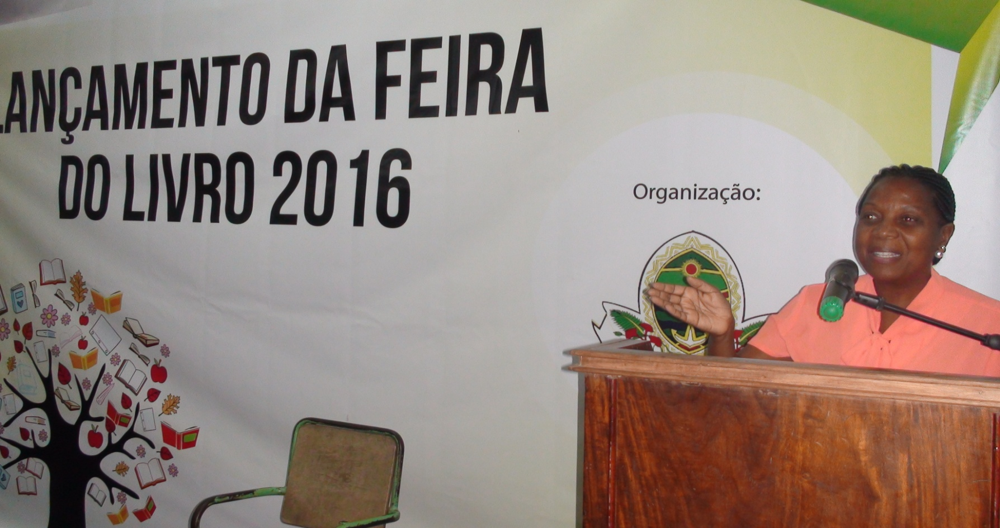 LANÇAMENTO DA FEIRA
DO LIVRO 2016
Organização: